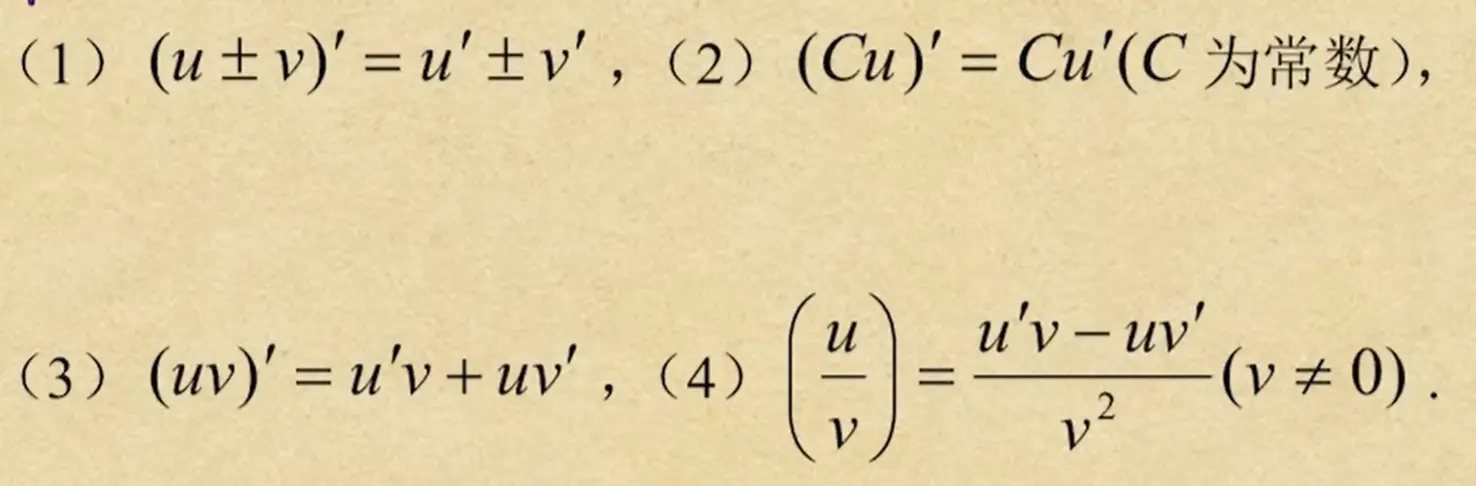 （1）(u ± v)′ = u′ ± v′ ，（2）(Cu)′ = Cu′(C 为常数)，
（3）(uv)′ = u′v + uv′ ，（4）(u/v) = (u′v − uv′)/v² (v ≠ 0) .